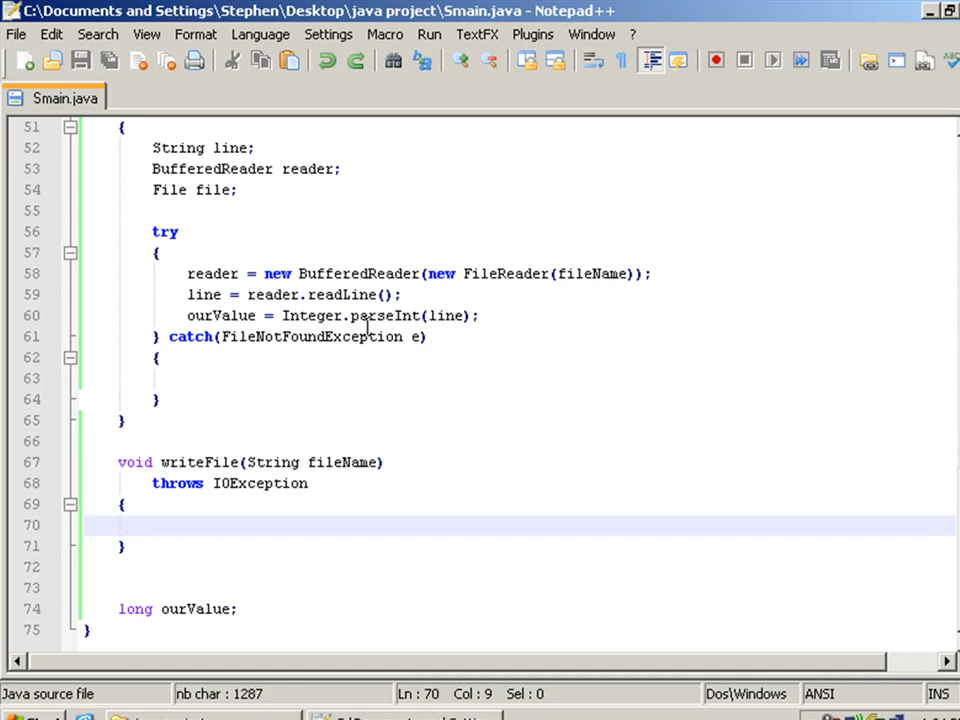 C:\Documents and Settings\Stephen\Desktop\java project\Smain.java - Notepad++
File Edit Search View Format Language Settings Macro Run TextFX Plugins Window ?
Smain.java
51 {
52 String line;
53 BufferedReader reader;
54 File file;
55
56 try
57 {
58 reader = new BufferedReader(new FileReader(fileName));
59 line = reader.readLine();
60 ourValue = Integer.parseInt(line);
61 } catch(FileNotFoundException e)
62 {
63
64 }
65 }
66
67 void writeFile(String fileName)
68 throws IOException
69 {
70
71 }
72
73
74 long ourValue;
75 }
Java source file nb char : 1287 Ln : 70 Col : 9 Sel : 0 Dos\Windows ANSI INS